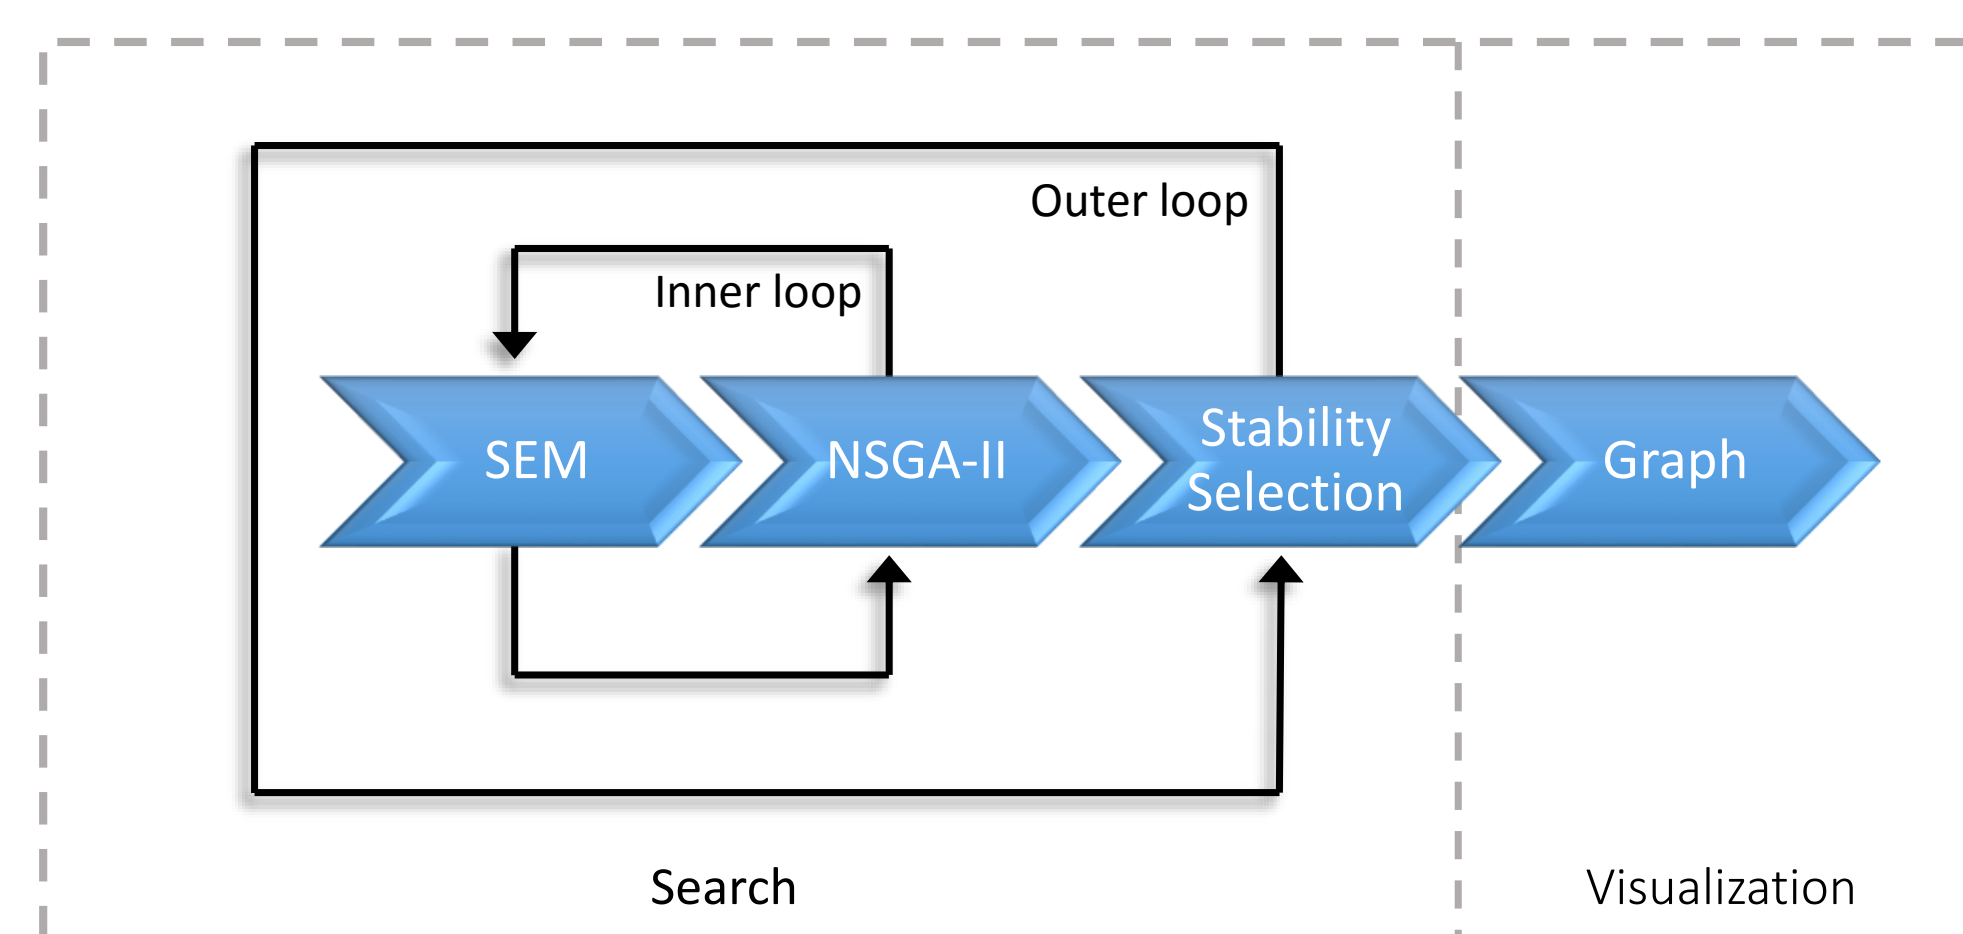 Outer loop
Inner loop
SEM
NSGA-II
Stability
Selection
Graph
Search
Visualization